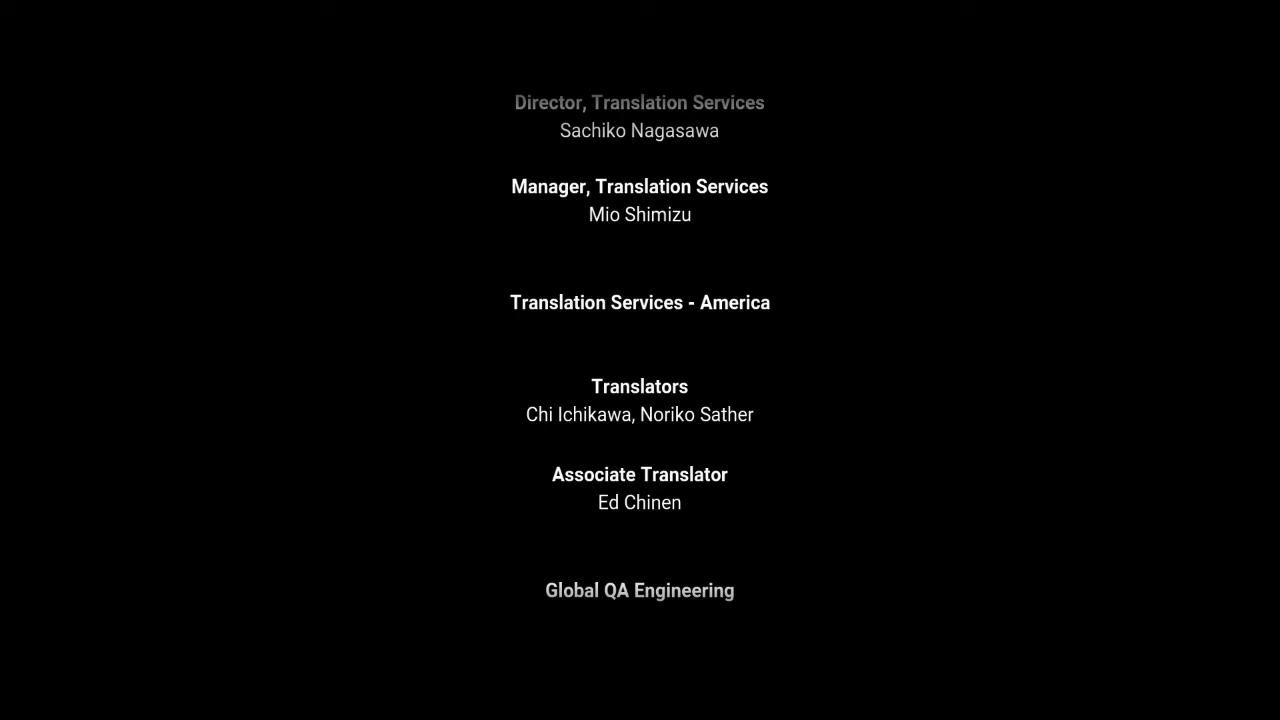 Director, Translation Services
Sachiko Nagasawa
Manager, Translation Services
Mio Shimizu
Translation Services - America
Translators
Chi Ichikawa, Noriko Sather
Associate Translator
Ed Chinen
Global QA Engineering